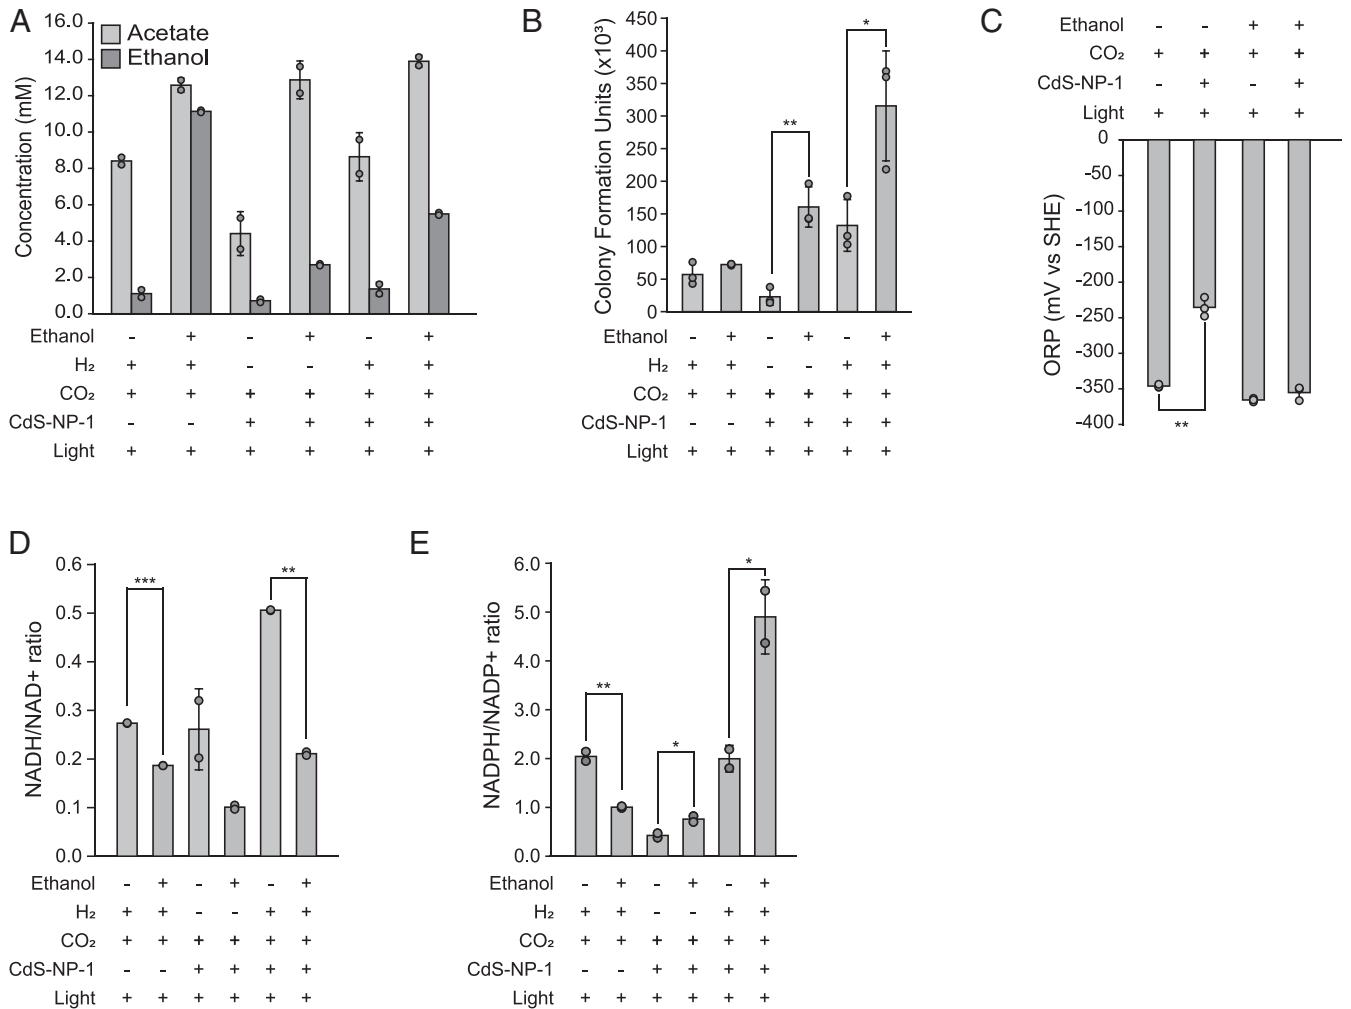 A
Acetate
Ethanol
Concentration (mM)
16.0
14.0
12.0
10.0
8.0
6.0
4.0
2.0
0.0
Ethanol - + - + - +
H₂ + + - - + +
CO₂ + + + + + +
CdS-NP-1 - - + + + +
Light + + + + + +
B
Colony Formation Units (x10³)
450
400
350
300
250
200
150
100
50
0
**
*
Ethanol - + - + - +
H₂ + + - - + +
CO₂ + + + + + +
CdS-NP-1 - - + + + +
Light + + + + + +
C
Ethanol - - + +
CO₂ + + + +
CdS-NP-1 - + - +
Light + + + +
ORP (mV vs SHE)
0
-50
-100
-150
-200
-250
-300
-350
-400
**
D
NADH/NAD+ ratio
0.6
0.5
0.4
0.3
0.2
0.1
0.0
***
**
Ethanol - + - + - +
H₂ + + - - + +
CO₂ + + + + + +
CdS-NP-1 - - + + + +
Light + + + + + +
E
NADPH/NADP+ ratio
6.0
5.0
4.0
3.0
2.0
1.0
0.0
**
*
*
Ethanol - + - + - +
H₂ + + - - + +
CO₂ + + + + + +
CdS-NP-1 - - + + + +
Light + + + + + +